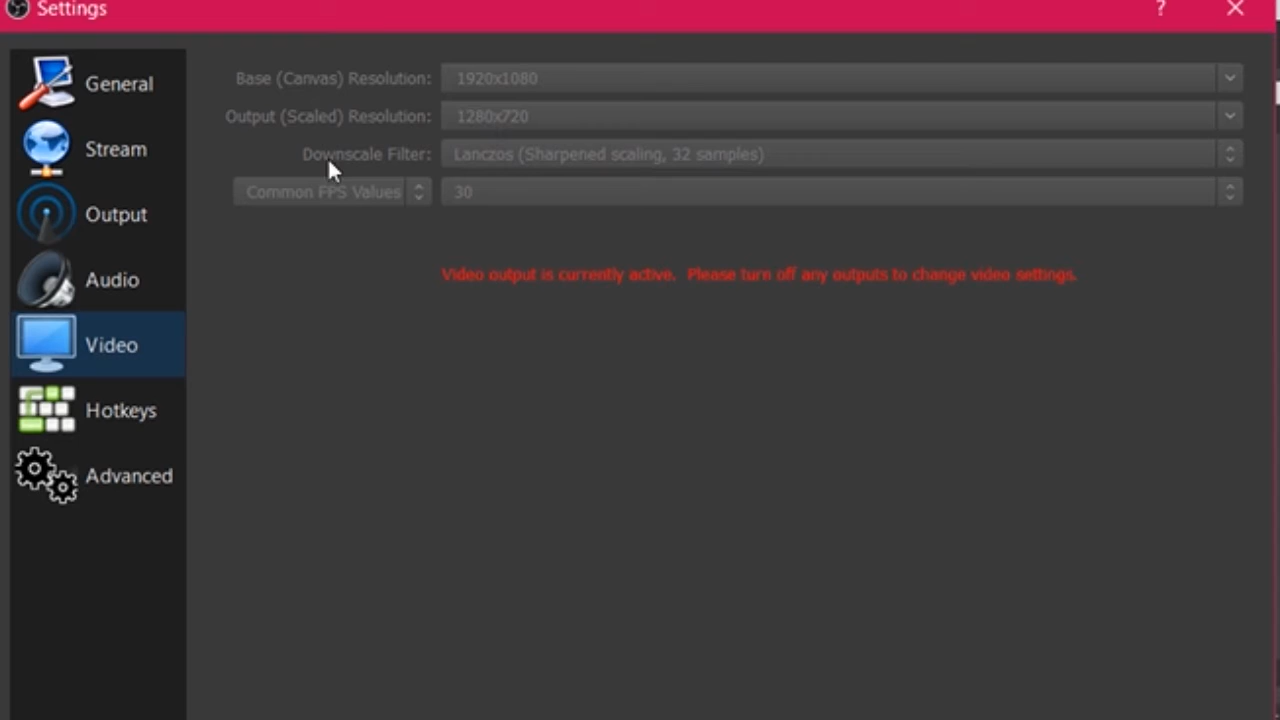 Settings
?
General
Stream
Output
Audio
Video
Hotkeys
Advanced
Base (Canvas) Resolution: 1920x1080
Output (Scaled) Resolution: 1280x720
Downscale Filter: Lanczos (Sharpened scaling, 32 samples)
Common FPS Values 30
Video output is currently active.  Please turn off any outputs to change video settings.